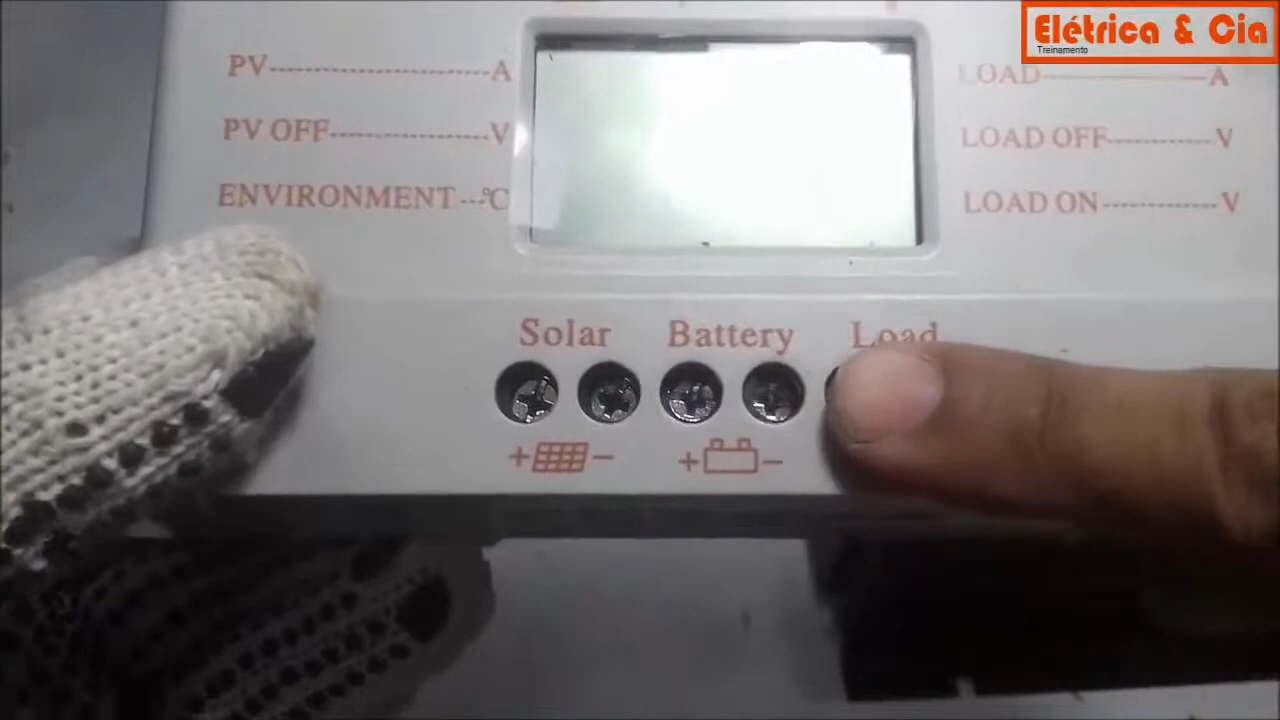 Elétrica & Cia
Treinamento
PV----------------------A
PV OFF----------------V
ENVIRONMENT---°C
LOAD----------------A
LOAD OFF-----------V
LOAD ON------------V
Solar Battery Load
+ -
+ -